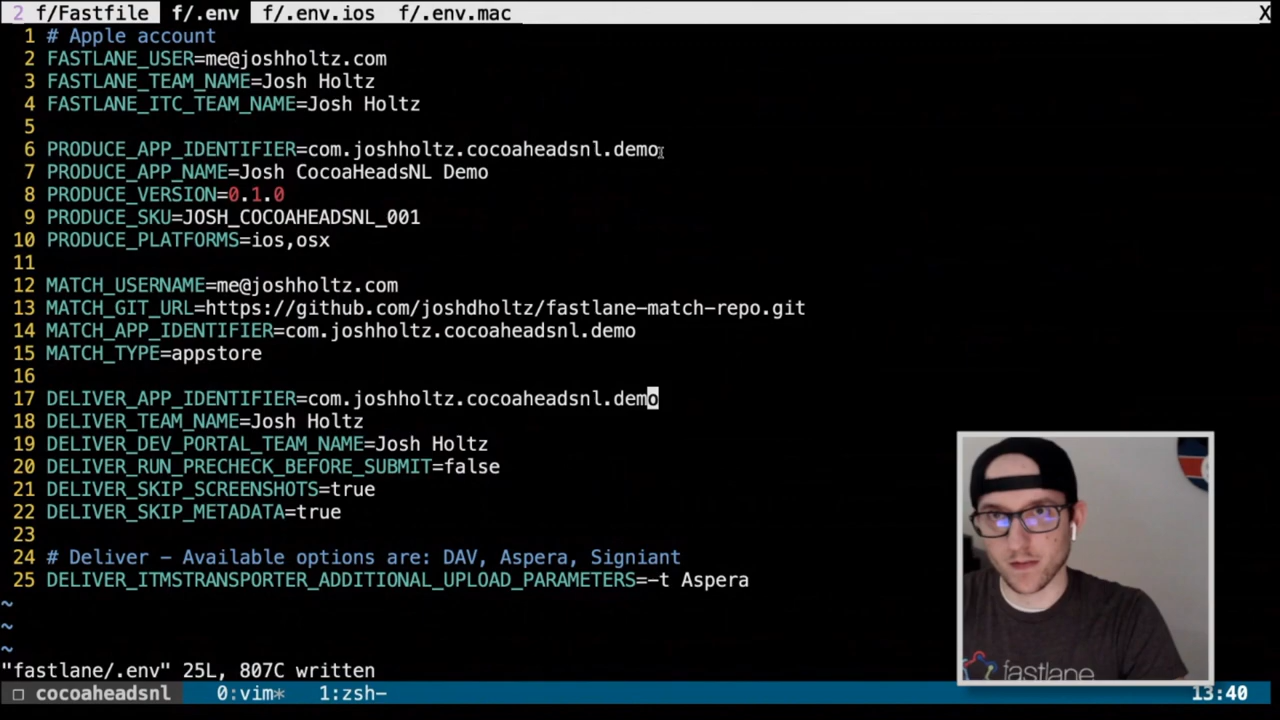 2 f/Fastfile f/.env f/.env.ios f/.env.mac X
1 # Apple account
2 FASTLANE_USER=me@joshholtz.com
3 FASTLANE_TEAM_NAME=Josh Holtz
4 FASTLANE_ITC_TEAM_NAME=Josh Holtz
5
6 PRODUCE_APP_IDENTIFIER=com.joshholtz.cocoaheadsnl.demo
7 PRODUCE_APP_NAME=Josh CocoaHeadsNL Demo
8 PRODUCE_VERSION=0.1.0
9 PRODUCE_SKU=JOSH_COCOAHEADSNL_001
10 PRODUCE_PLATFORMS=ios,osx
11
12 MATCH_USERNAME=me@joshholtz.com
13 MATCH_GIT_URL=https://github.com/joshdholtz/fastlane-match-repo.git
14 MATCH_APP_IDENTIFIER=com.joshholtz.cocoaheadsnl.demo
15 MATCH_TYPE=appstore
16
17 DELIVER_APP_IDENTIFIER=com.joshholtz.cocoaheadsnl.demo
18 DELIVER_TEAM_NAME=Josh Holtz
19 DELIVER_DEV_PORTAL_TEAM_NAME=Josh Holtz
20 DELIVER_RUN_PRECHECK_BEFORE_SUBMIT=false
21 DELIVER_SKIP_SCREENSHOTS=true
22 DELIVER_SKIP_METADATA=true
23
24 # Deliver - Available options are: DAV, Aspera, Signiant
25 DELIVER_ITMSTRANSPORTER_ADDITIONAL_UPLOAD_PARAMETERS=-t Aspera
~
~
~
"fastlane/.env" 25L, 807C written
fastlane
□ cocoaheadsnl 0:vim* 1:zsh- 13:40